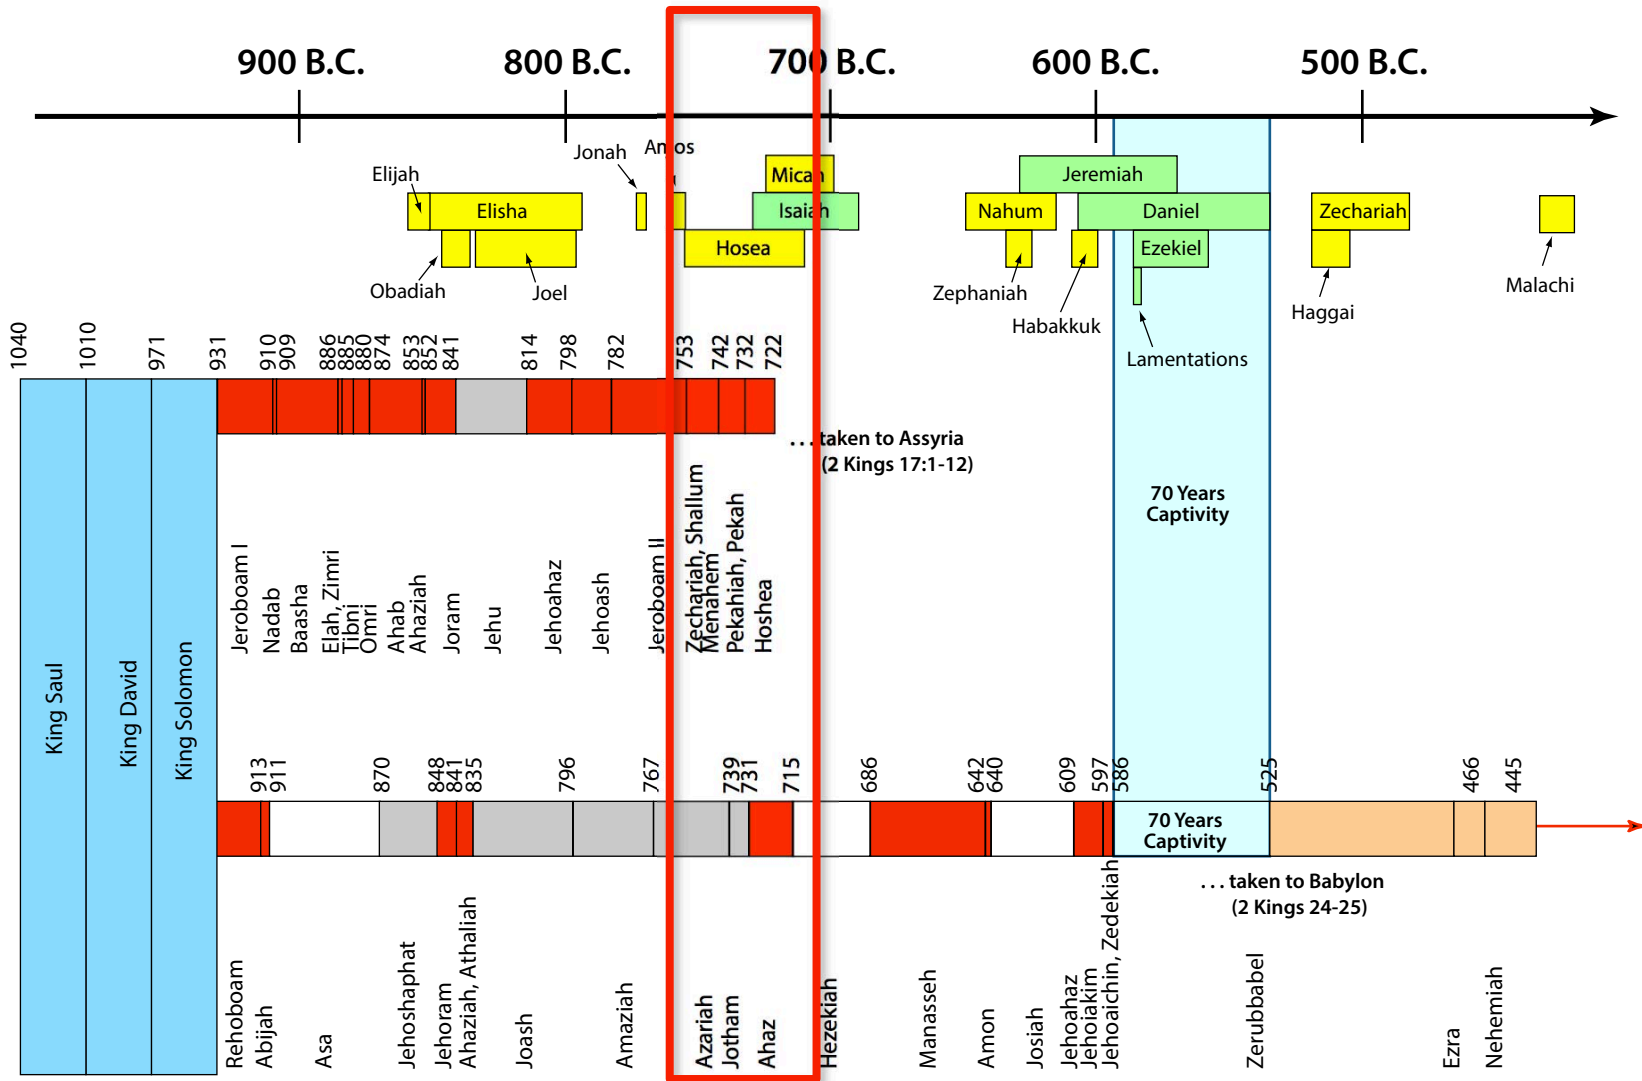 900 B.C.
800 B.C.
700 B.C.
600 B.C.
500 B.C.
Jonah
Amos
Elijah
Micah
Jeremiah
Elisha
Isaiah
Nahum
Daniel
Zechariah
Hosea
Ezekiel
Obadiah
Joel
Zephaniah
Habakkuk
Haggai
Malachi
Lamentations
1040
1010
971
931
910
909
886
885
880
874
853
852
841
814
798
782
753
742
732
722
. . . taken to Assyria
(2 Kings 17:1-12)
70 Years
Captivity
Jeroboam I
Nadab
Baasha
Elah, Zimri
Tibni
Omri
Ahab
Ahaziah
Joram
Jehu
Jehoahaz
Jehoash
Jeroboam II
Zechariah, Shallum
Menahem
Pekahiah, Pekah
Hoshea
King Saul
King David
King Solomon
913
911
870
848
841
835
796
767
739
731
715
686
642
640
609
597
586
525
466
445
70 Years
Captivity
. . . taken to Babylon
(2 Kings 24-25)
Rehoboam
Abijah
Asa
Jehoshaphat
Jehoram
Ahaziah, Athaliah
Joash
Amaziah
Azariah
Jotham
Ahaz
Hezekiah
Manasseh
Amon
Josiah
Jehoahaz
Jehoiakim
Jehoaichin, Zedekiah
Zerubbabel
Ezra
Nehemiah